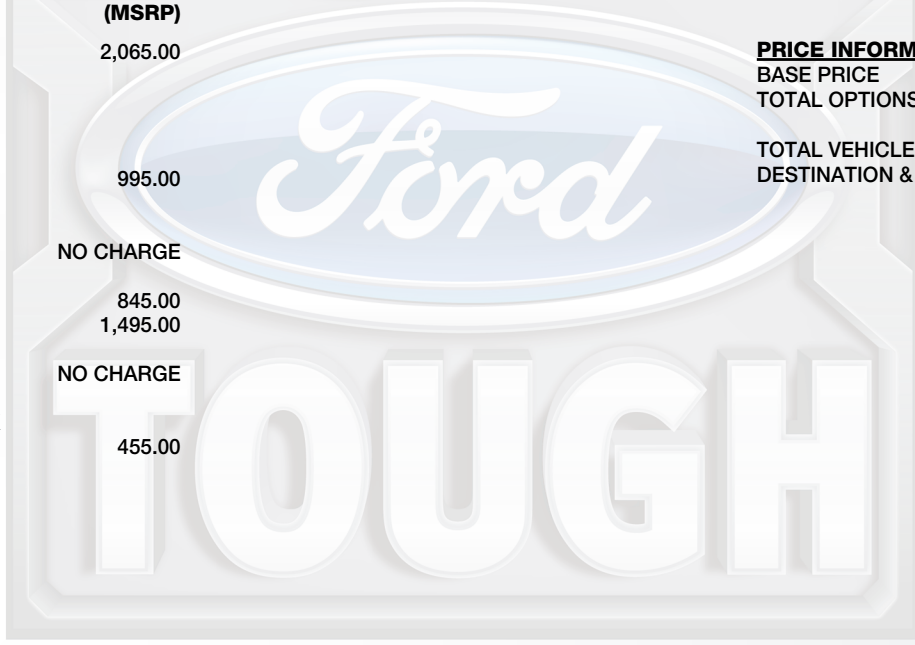 (MSRP)
2,065.00
995.00
NO CHARGE
845.00
1,495.00
NO CHARGE
455.00
PRICE INFORM
BASE PRICE
TOTAL OPTIONS
TOTAL VEHICLE
DESTINATION &
Ford
TOUGH